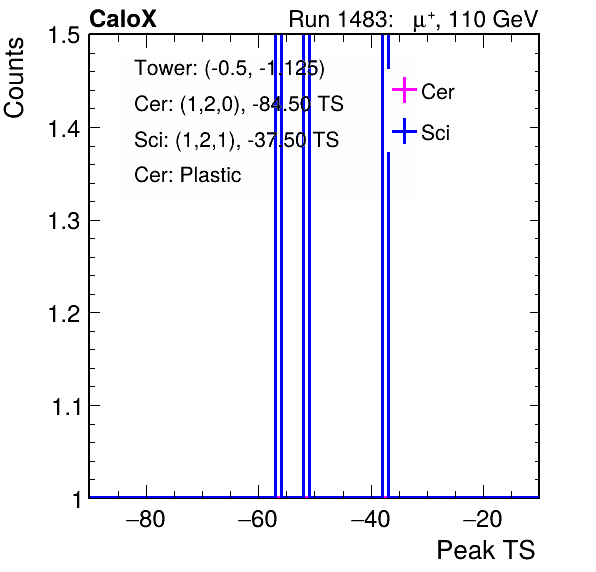 CaloX Run 1483: μ⁺, 110 GeV
Counts
1.5
1.4
1.3
1.2
1.1
1
Tower: (-0.5, -1.125)
Cer: (1,2,0), -84.50 TS
Sci: (1,2,1), -37.50 TS
Cer: Plastic
Cer
Sci
−80 −60 −40 −20
Peak TS